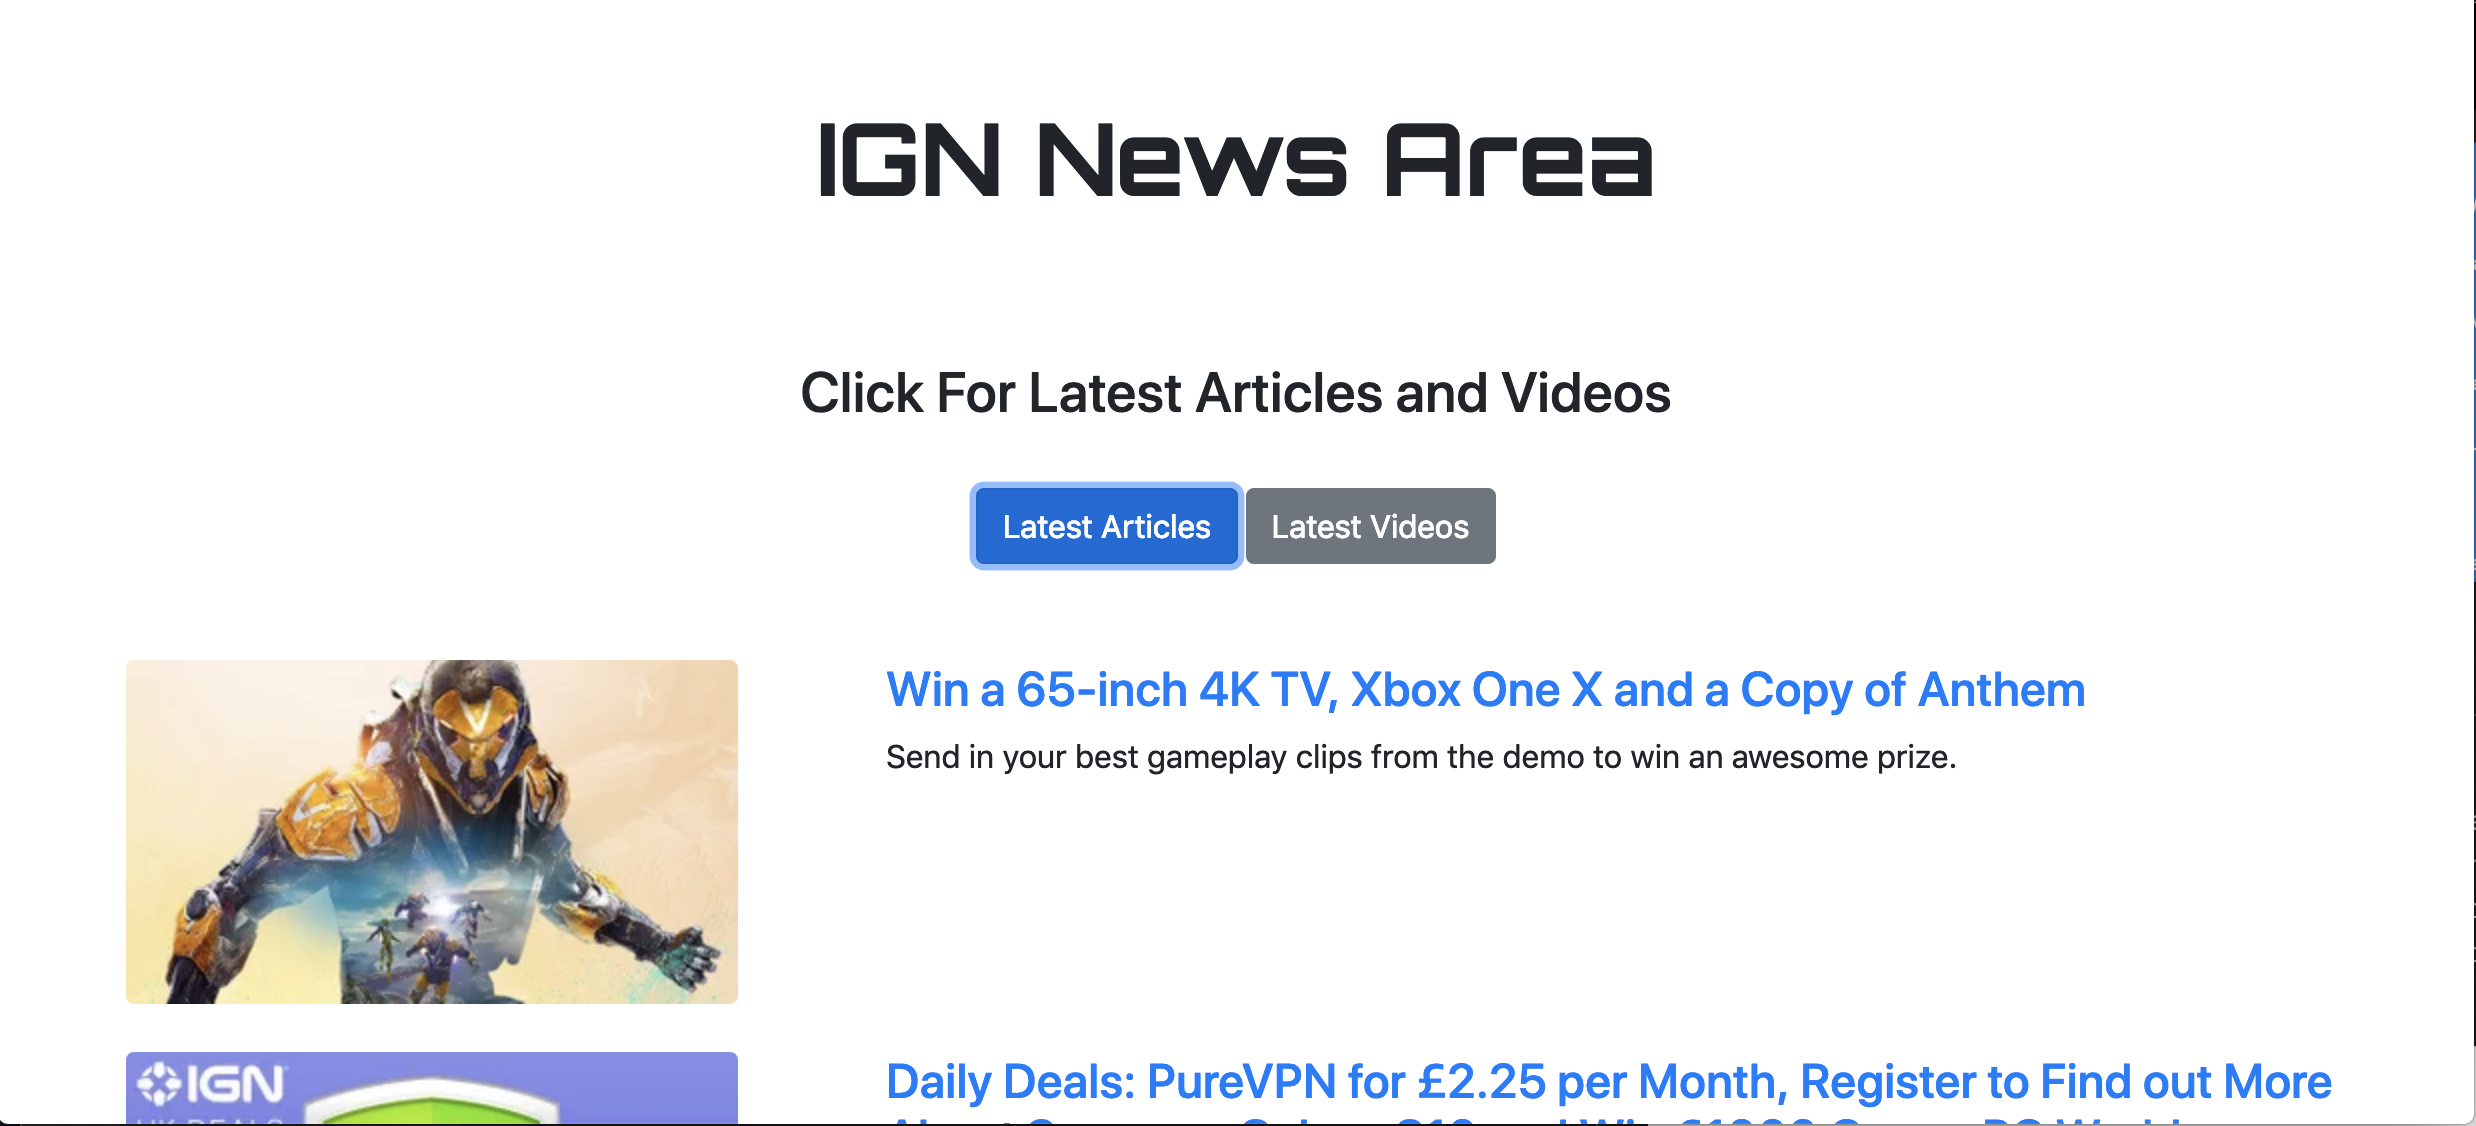 IGN News Area
Click For Latest Articles and Videos
Latest Articles
Latest Videos
Win a 65-inch 4K TV, Xbox One X and a Copy of Anthem
Send in your best gameplay clips from the demo to win an awesome prize.
IGN
Daily Deals: PureVPN for £2.25 per Month, Register to Find out More